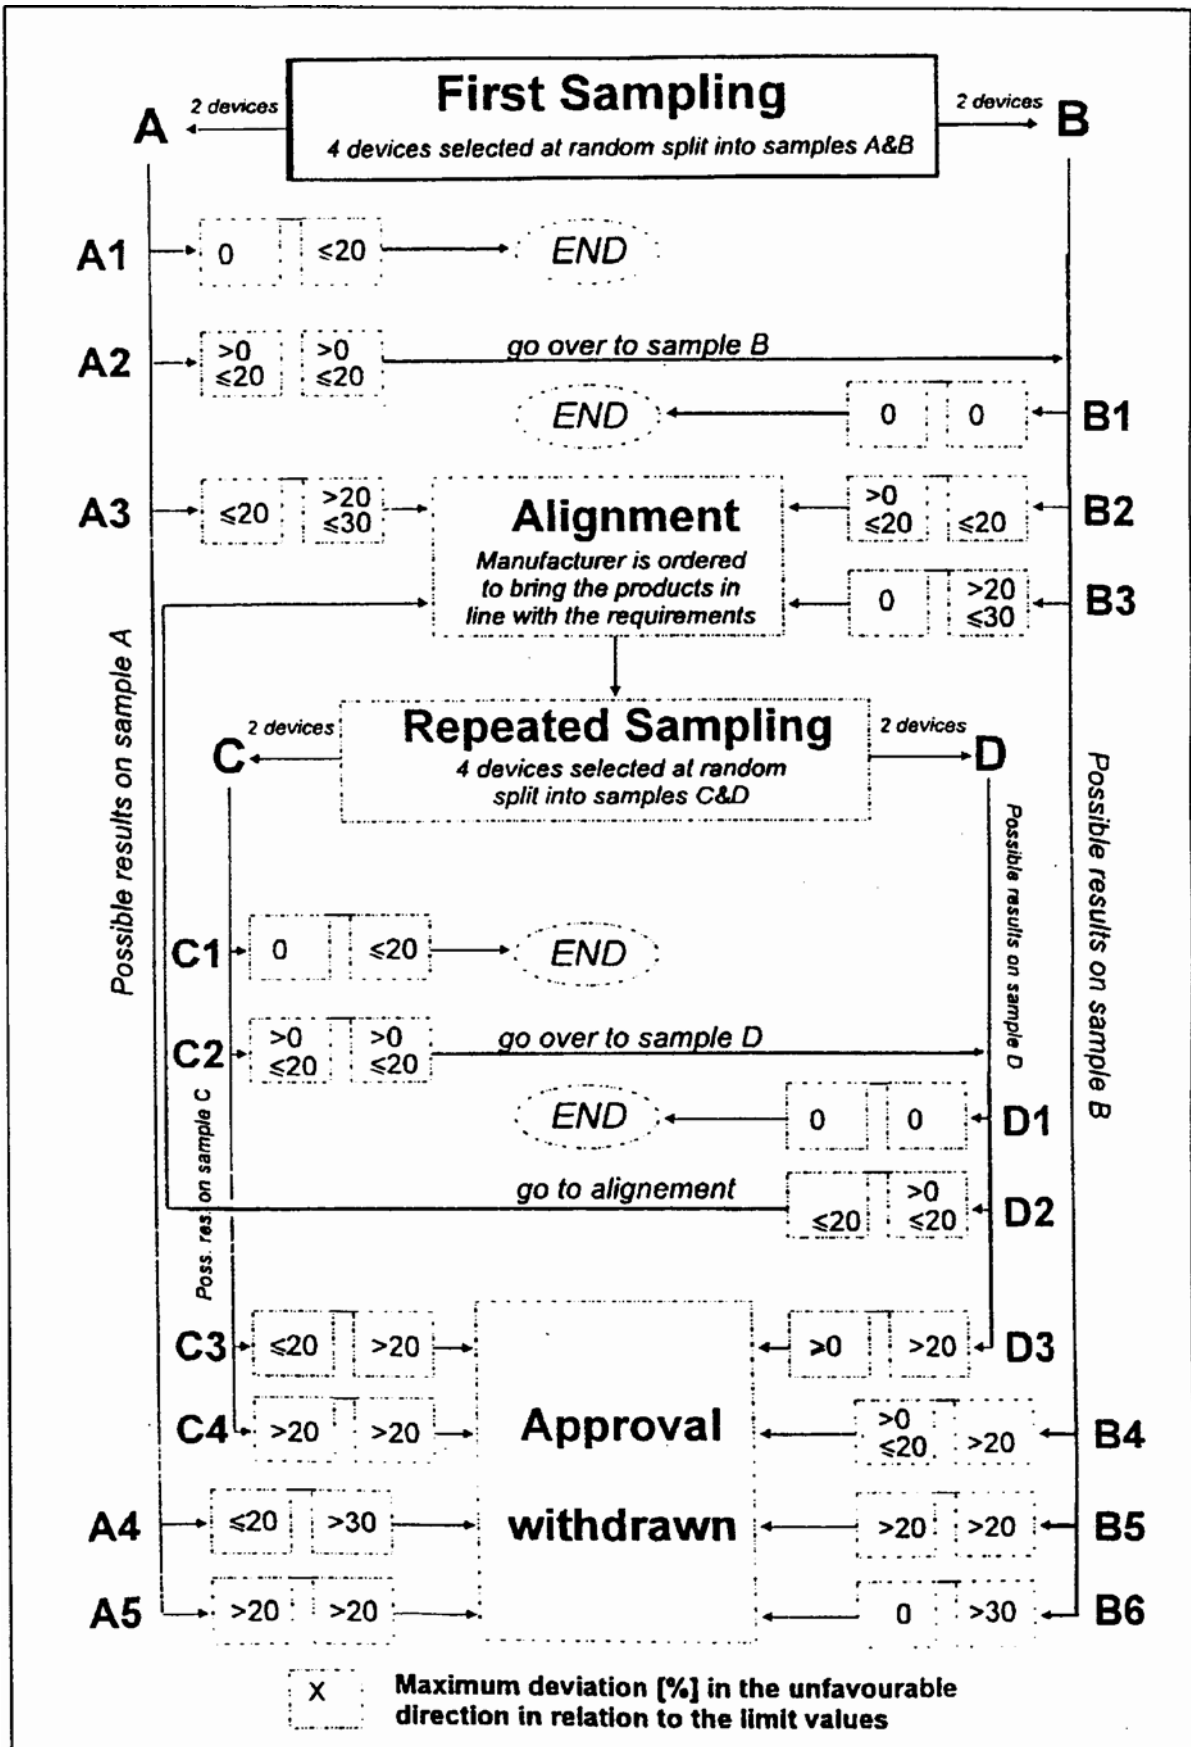 First Sampling
4 devices selected at random split into samples A&B
A
2 devices
2 devices
B
A1
0
≤20
END
A2
>0
≤20
>0
≤20
go over to sample B
END
0
0
B1
A3
≤20
>20
≤30
Alignment
Manufacturer is ordered
to bring the products in
line with the requirements
>0
≤20
≤20
B2
0
>20
≤30
B3
Possible results on sample A
Repeated Sampling
4 devices selected at random
split into samples C&D
C
2 devices
2 devices
D
Possible results on sample D
Possible results on sample B
C1
0
≤20
END
C2
>0
≤20
>0
≤20
go over to sample D
END
0
0
D1
Poss. res. on sample C
go to alignement
≤20
>0
≤20
D2
C3
≤20
>20
≥0
>20
D3
C4
>20
>20
Approval
withdrawn
>0
≤20
>20
B4
A4
≤20
>30
>20
>20
B5
A5
>20
>20
0
>30
B6
X
Maximum deviation [%] in the unfavourable
direction in relation to the limit values